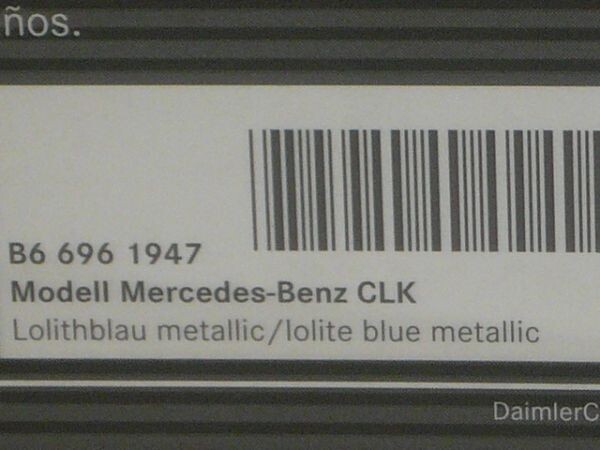 ños.
B6 696 1947
Modell Mercedes-Benz CLK
Lolithblau metallic/lolite blue metallic
DaimlerC